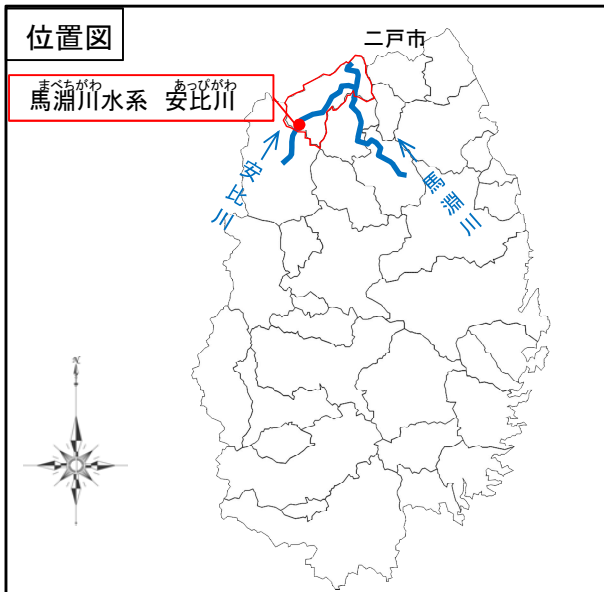 位置図
二戸市
まべちがわ あっぴがわ
馬淵川水系 安比川
安比川
馬淵川
N